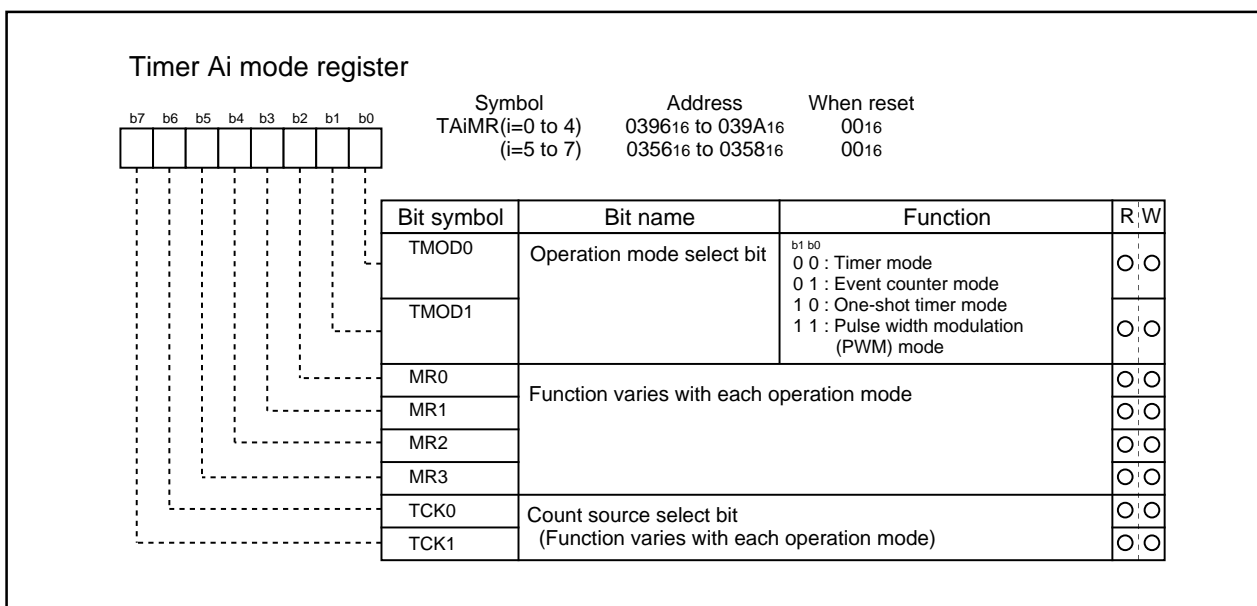 Timer Ai mode register
Symbol Address When reset
TAiMR(i=0 to 4) 039616 to 039A16 0016
(i=5 to 7) 035616 to 035816 0016
b7 b6 b5 b4 b3 b2 b1 b0
Bit symbol Bit name Function R W
TMOD0 Operation mode select bit
b1 b0
0 0 : Timer mode
0 1 : Event counter mode
1 0 : One-shot timer mode
TMOD1
1 1 : Pulse width modulation
(PWM) mode
MR0
Function varies with each operation mode
MR1
MR2
MR3
TCK0
Count source select bit
(Function varies with each operation mode)
TCK1